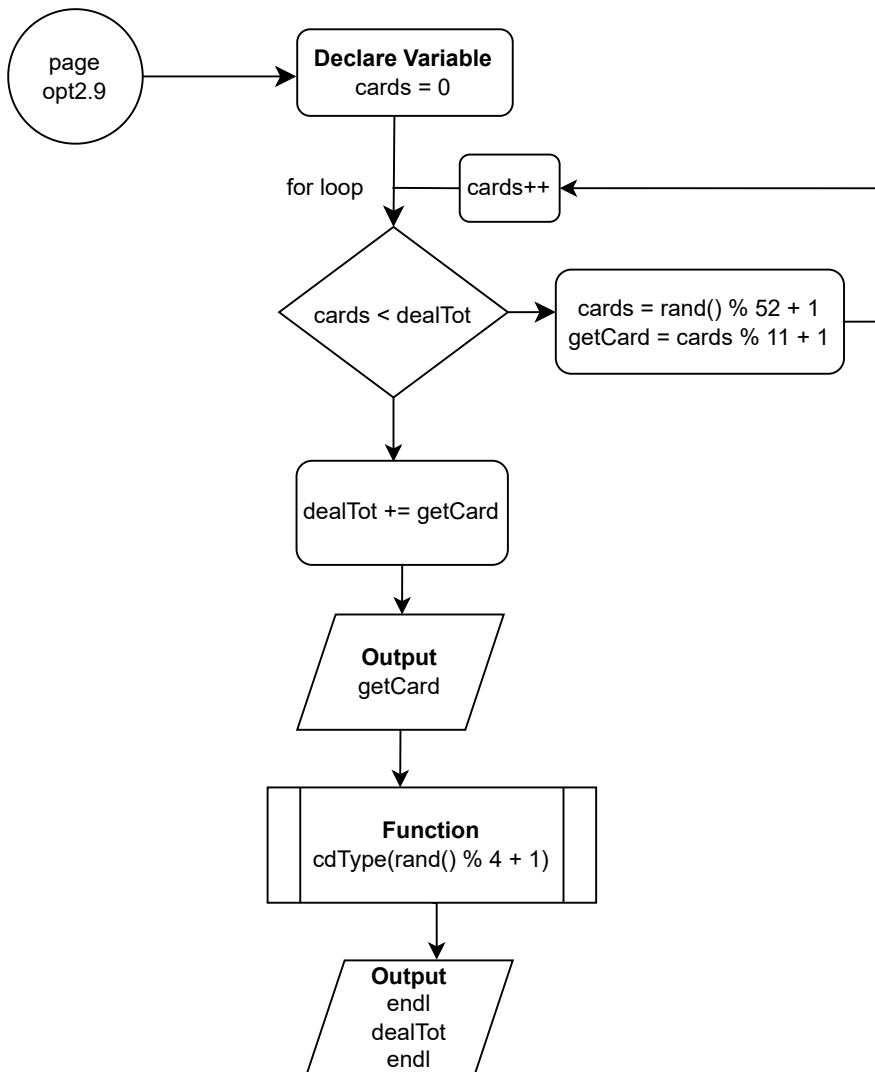 page
opt2.9
Declare Variable
cards = 0
for loop
cards++
cards < dealTot
cards = rand() % 52 + 1
getCard = cards % 11 + 1
dealTot += getCard
Output
getCard
Function
cdType(rand() % 4 + 1)
Output
endl
dealTot
endl